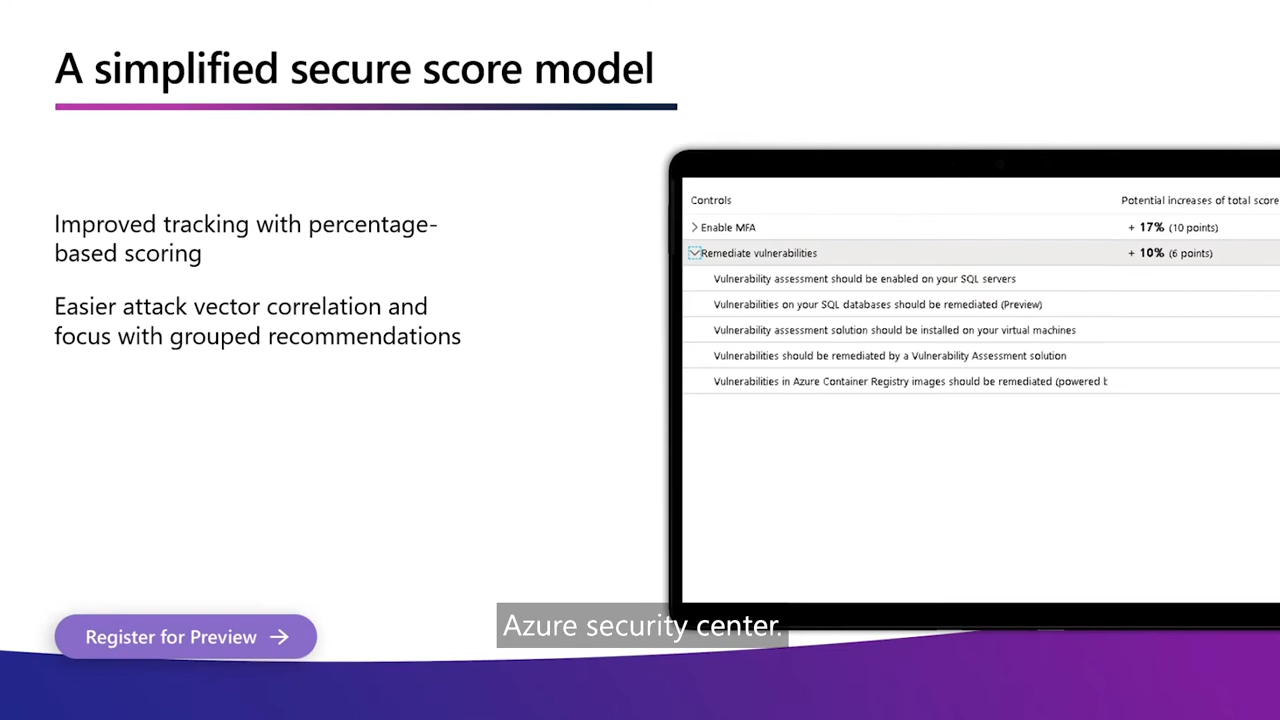 A simplified secure score model
Improved tracking with percentage-
based scoring
Easier attack vector correlation and
focus with grouped recommendations
Controls Potential increases of total score
Enable MFA + 17% (10 points)
Remediate vulnerabilities + 10% (6 points)
Vulnerability assessment should be enabled on your SQL servers
Vulnerabilities on your SQL databases should be remediated (Preview)
Vulnerability assessment solution should be installed on your virtual machines
Vulnerabilities should be remediated by a Vulnerability Assessment solution
Vulnerabilities in Azure Container Registry images should be remediated (powered b
Register for Preview
Azure security center.